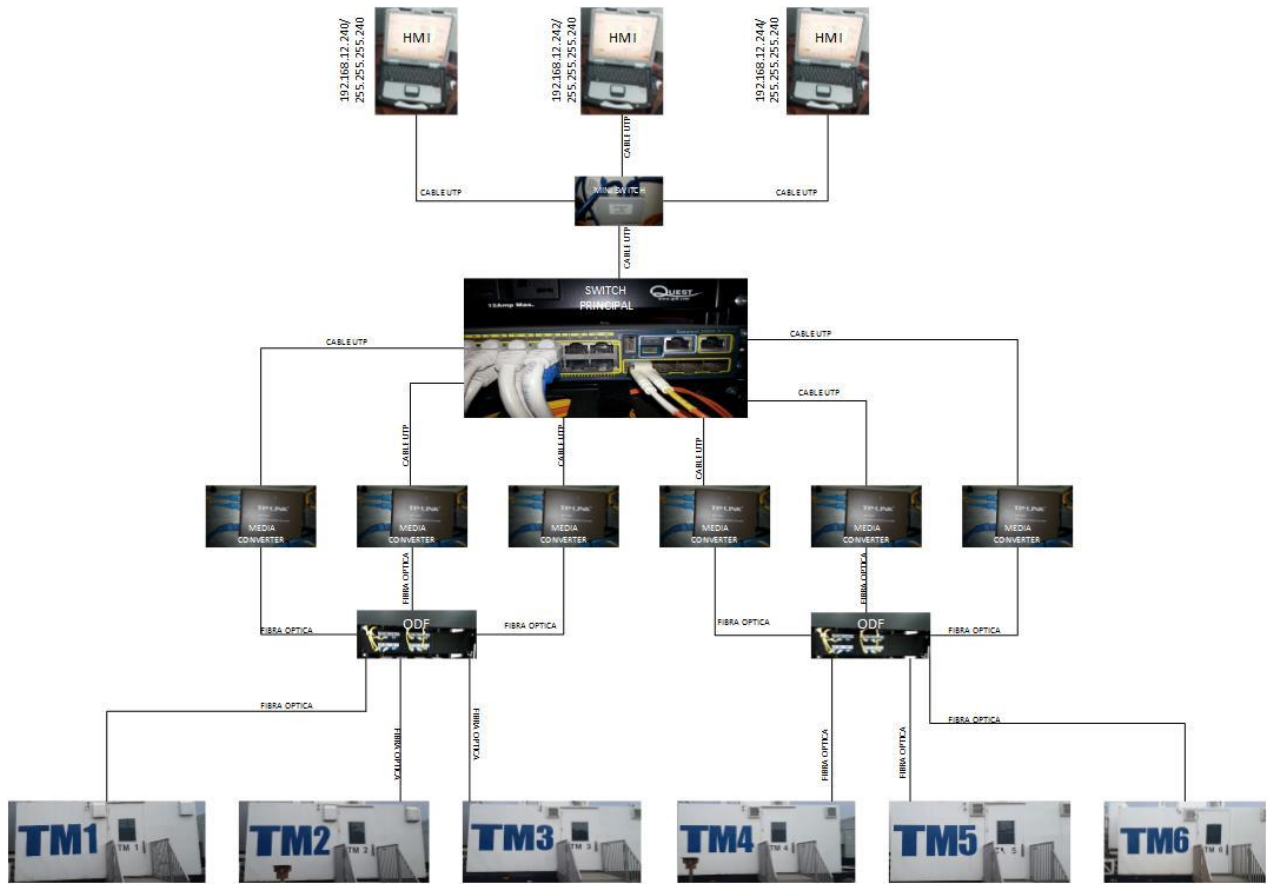 192.168.12.240/
255.255.255.240
HMI
192.168.12.242/
255.255.255.240
HMI
192.168.12.244/
255.255.255.240
HMI
CABLE UTP
CABLE UTP
CABLE UTP
MINI SWITCH
CABLE UTP
SWITCH
PRINCIPAL
QUEST
12Amp Max.
CABLE UTP
CABLE UTP
CABLE UTP
CABLE UTP
CABLE UTP
CABLE UTP
TP-LINK
MEDIA
CONVERTER
TP-LINK
MEDIA
CONVERTER
TP-LINK
MEDIA
CONVERTER
TP-LINK
MEDIA
CONVERTER
TP-LINK
MEDIA
CONVERTER
TP-LINK
MEDIA
CONVERTER
FIBRA OPTICA
FIBRA OPTICA
FIBRA OPTICA
FIBRA OPTICA
FIBRA OPTICA
FIBRA OPTICA
ODF
ODF
FIBRA OPTICA
FIBRA OPTICA
FIBRA OPTICA
FIBRA OPTICA
FIBRA OPTICA
FIBRA OPTICA
TM1
TM 1
TM2
TM 2
TM3
TM 3
TM4
TM 4
TM5
TM6
TM 6